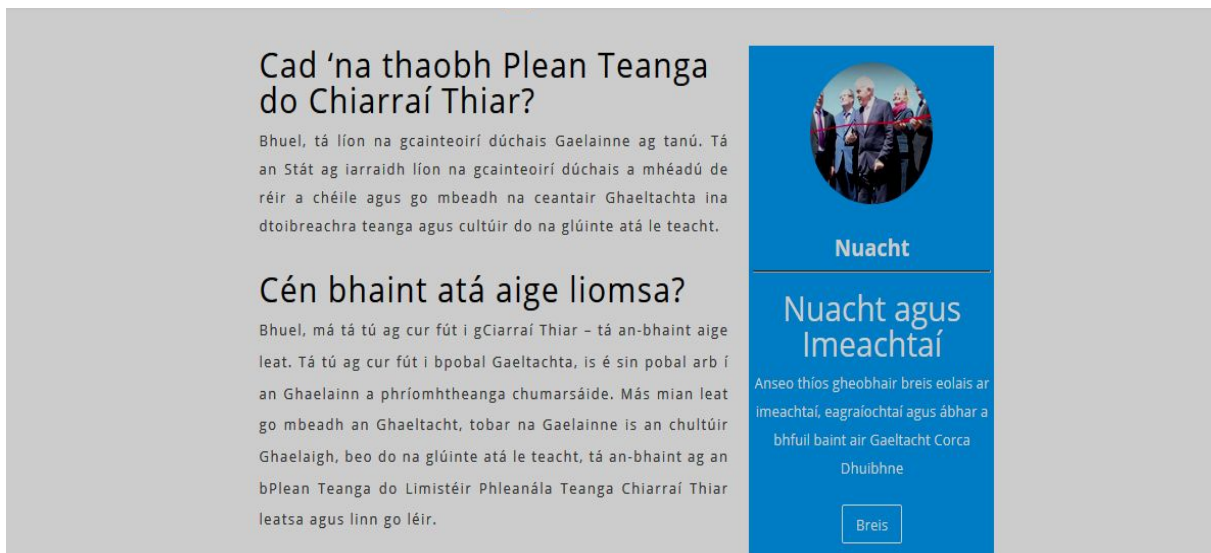 Cad ‘na thaobh Plean Teanga
do Chiarraí Thiar?
Bhuel, tá líon na gcainteoirí dúchais Gaelainne ag tanú. Tá
an Stát ag iarraidh líon na gcainteoirí dúchais a mhéadú de
réir a chéile agus go mbeadh na ceantair Ghaeltachta ina
dtoibreachra teanga agus cultúir do na glúinte atá le teacht.
Cén bhaint atá aige liomsa?
Bhuel, má tá tú ag cur fút i gCiarraí Thiar – tá an-bhaint aige
leat. Tá tú ag cur fút i bpobal Gaeltachta, is é sin pobal arb í
an Ghaelainn a phríomhtheanga chumarsáide. Más mian leat
go mbeadh an Ghaeltacht, tobar na Gaelainne is an chultúir
Ghaelaigh, beo do na glúinte atá le teacht, tá an-bhaint ag an
bPlean Teanga do Limistéir Phleanála Teanga Chiarraí Thiar
leatsa agus linn go léir.
Nuacht
Nuacht agus
Imeachtaí
Anseo thíos gheobhair breis eolais ar
imeachtaí, eagraíochtaí agus ábhar a
bhfuil baint air Gaeltacht Corca
Dhuibhne
Breis